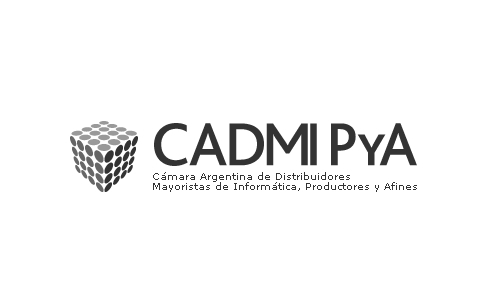 CADMI PYA
Cámara Argentina de Distribuidores
Mayoristas de Informática, Productores y Afines